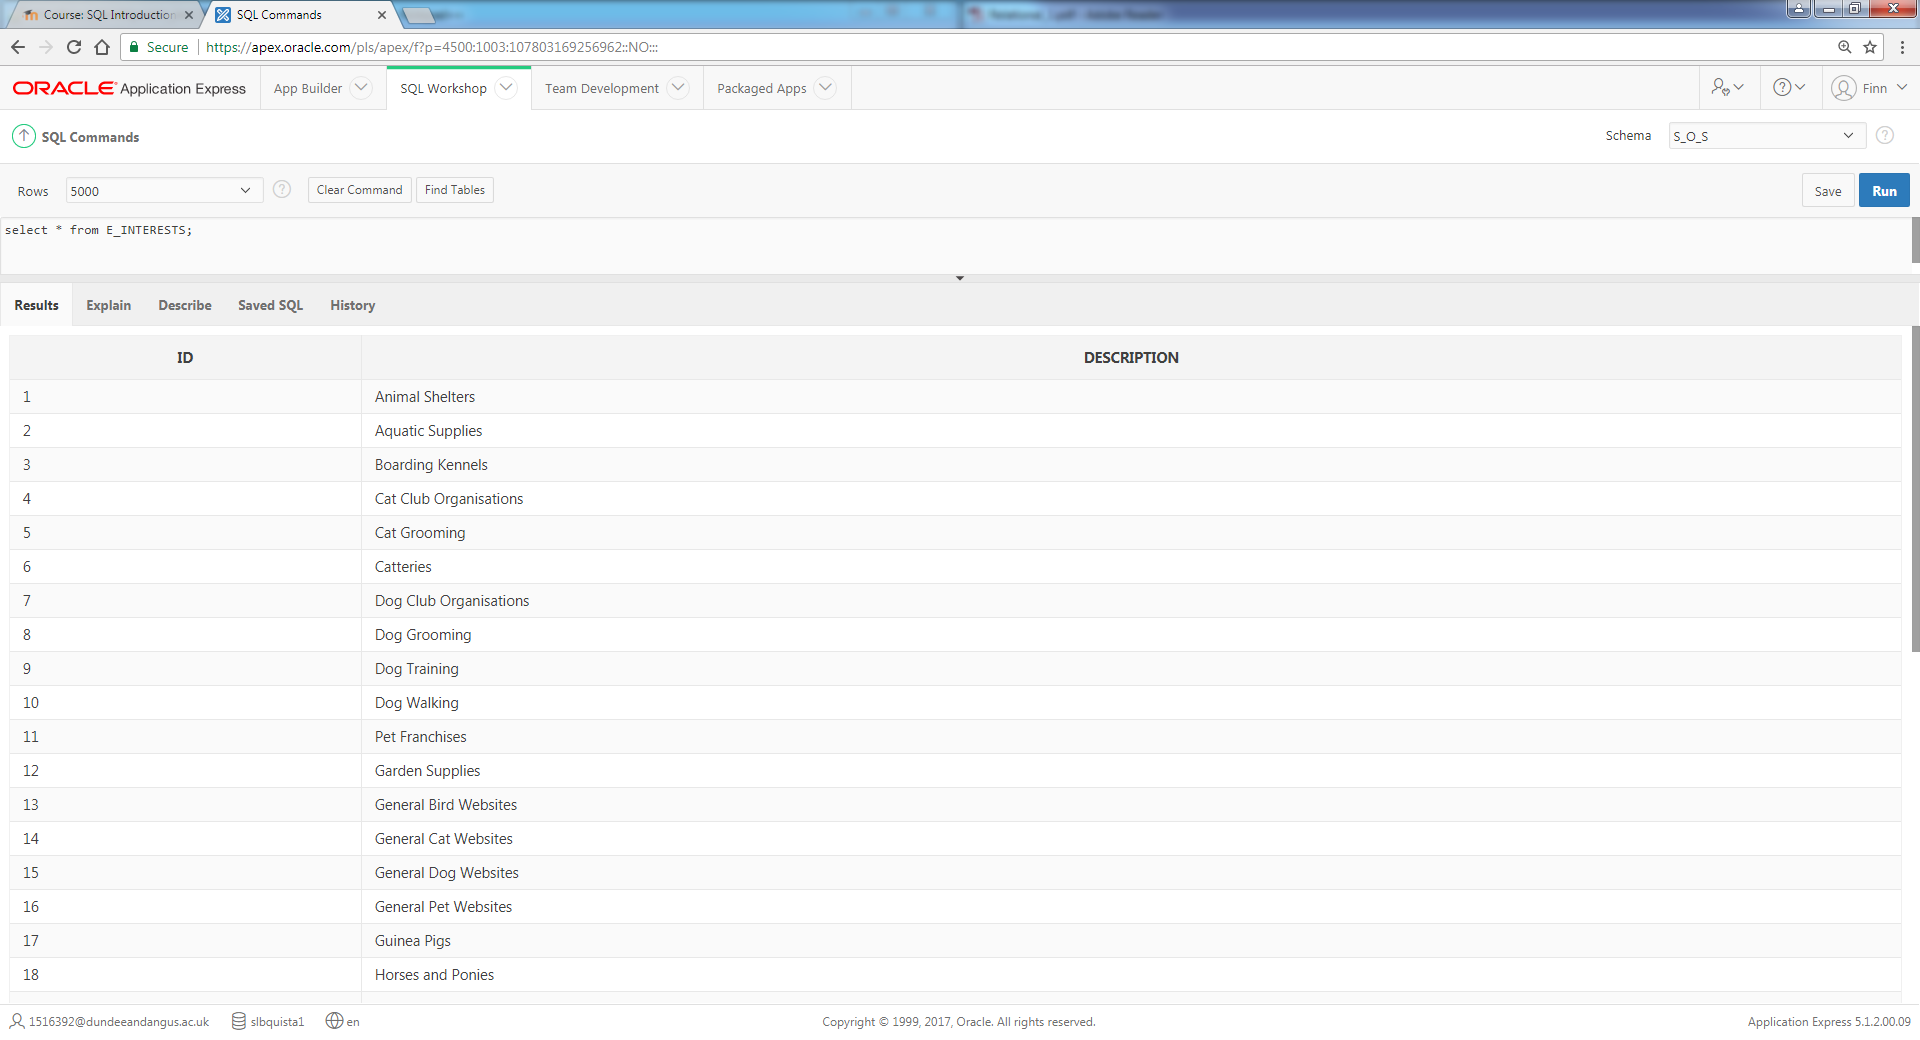 Course: SQL Introduction
SQL Commands
Secure
https://apex.oracle.com/pls/apex/f?p=4500:1003:107803169256962::NO:::
ORACLE Application Express
App Builder
SQL Workshop
Team Development
Packaged Apps
Finn
SQL Commands
Schema
S_O_S
Rows
5000
Clear Command
Find Tables
Save
Run
select * from E_INTERESTS;
Results
Explain
Describe
Saved SQL
History
ID DESCRIPTION
1 Animal Shelters
2 Aquatic Supplies
3 Boarding Kennels
4 Cat Club Organisations
5 Cat Grooming
6 Catteries
7 Dog Club Organisations
8 Dog Grooming
9 Dog Training
10 Dog Walking
11 Pet Franchises
12 Garden Supplies
13 General Bird Websites
14 General Cat Websites
15 General Dog Websites
16 General Pet Websites
17 Guinea Pigs
18 Horses and Ponies
1516392@dundeeandangus.ac.uk
slbquista1
en
Copyright © 1999, 2017, Oracle. All rights reserved.
Application Express 5.1.2.00.09